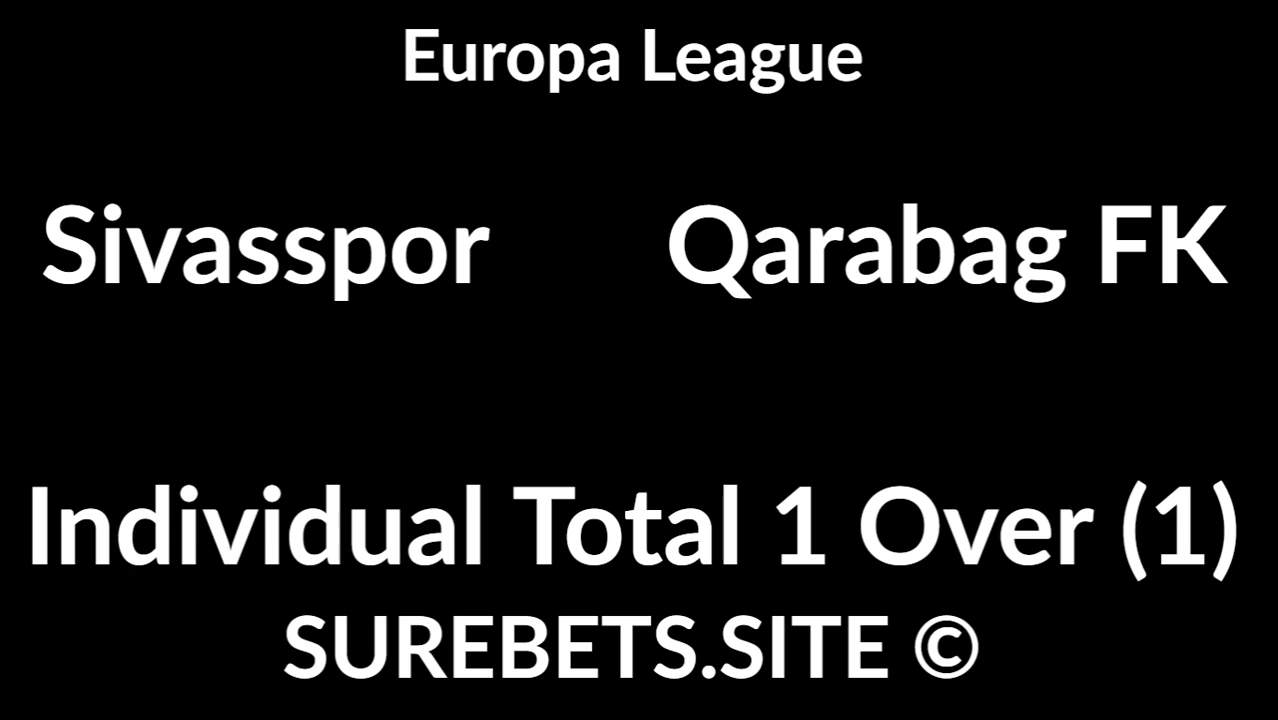 Europa League
Sivasspor Qarabag FK
Individual Total 1 Over (1)
SUREBETS.SITE ©